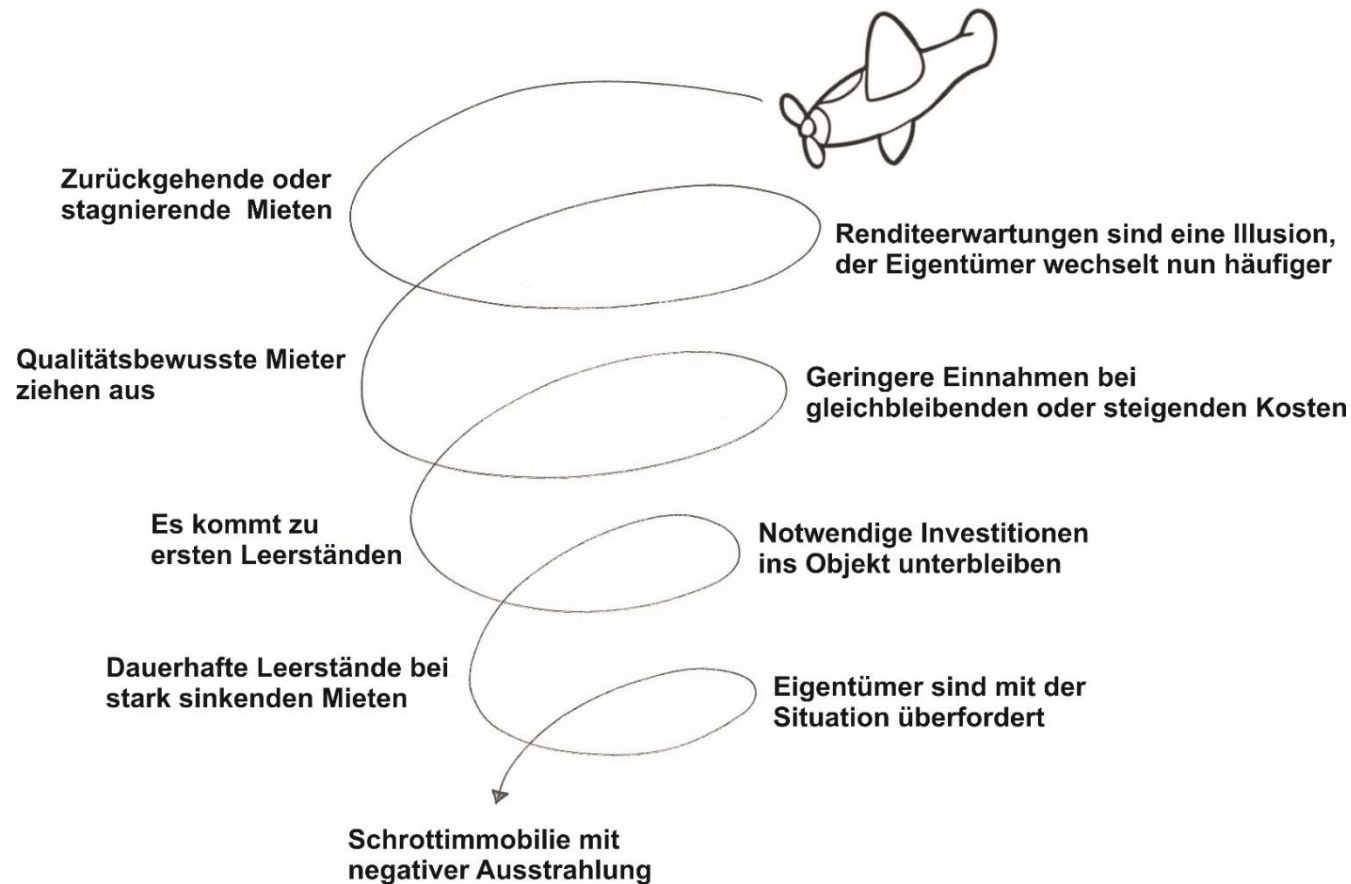 Zurückgehende oder
stagnierende Mieten
Renditeerwartungen sind eine Illusion,
der Eigentümer wechselt nun häufiger
Qualitätsbewusste Mieter
ziehen aus
Geringere Einnahmen bei
gleichbleibenden oder steigenden Kosten
Es kommt zu
ersten Leerständen
Notwendige Investitionen
ins Objekt unterbleiben
Dauerhafte Leerstände bei
stark sinkenden Mieten
Eigentümer sind mit der
Situation überfordert
Schrottimmobilie mit
negativer Ausstrahlung